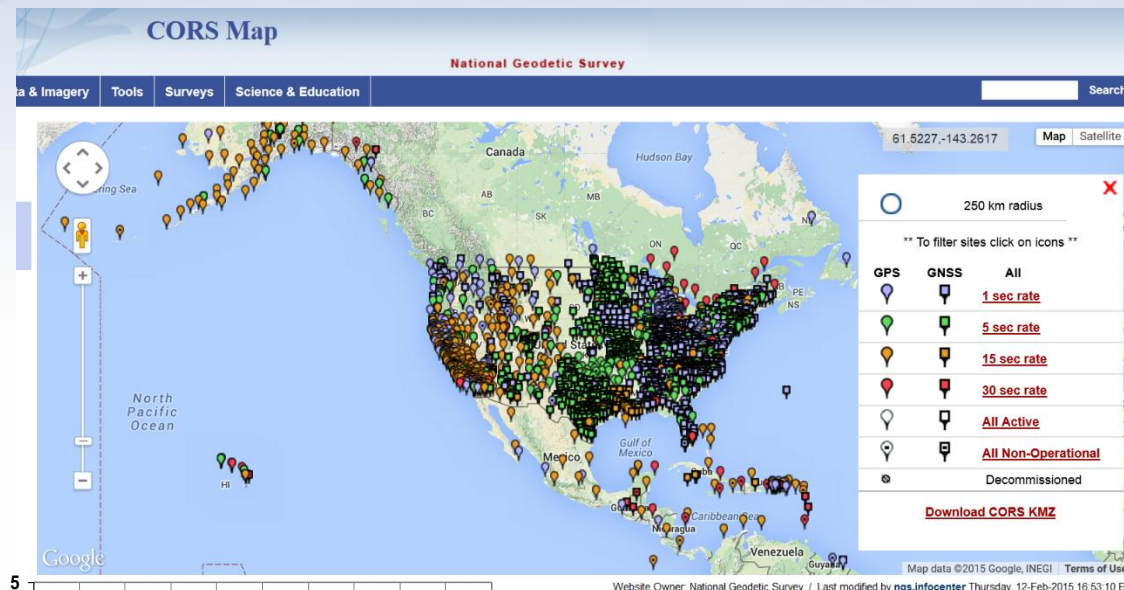 CORS Map
National Geodetic Survey
ta & Imagery Tools Surveys Science & Education Search
61.5227,-143.2617 Map Satellite
Canada
Hudson Bay
ring Sea
AB
MB
BC
SK
ON
QC
PE
NS
North
Pacific
Ocean
HI
Gulf of
Mexico
Mexico
Cuba
Caribbean Sea
Nicaragua
Venezuela
Guyana
250 km radius
** To filter sites click on icons **
GPS GNSS All
1 sec rate
5 sec rate
15 sec rate
30 sec rate
All Active
All Non-Operational
Decommissioned
Download CORS KMZ
Google
Map data ©2015 Google, INEGI Terms of Use
5
Website Owner: National Geodetic Survey / Last modified by ngs.infocenter Thursday, 12-Feb-2015 16:53:10 E